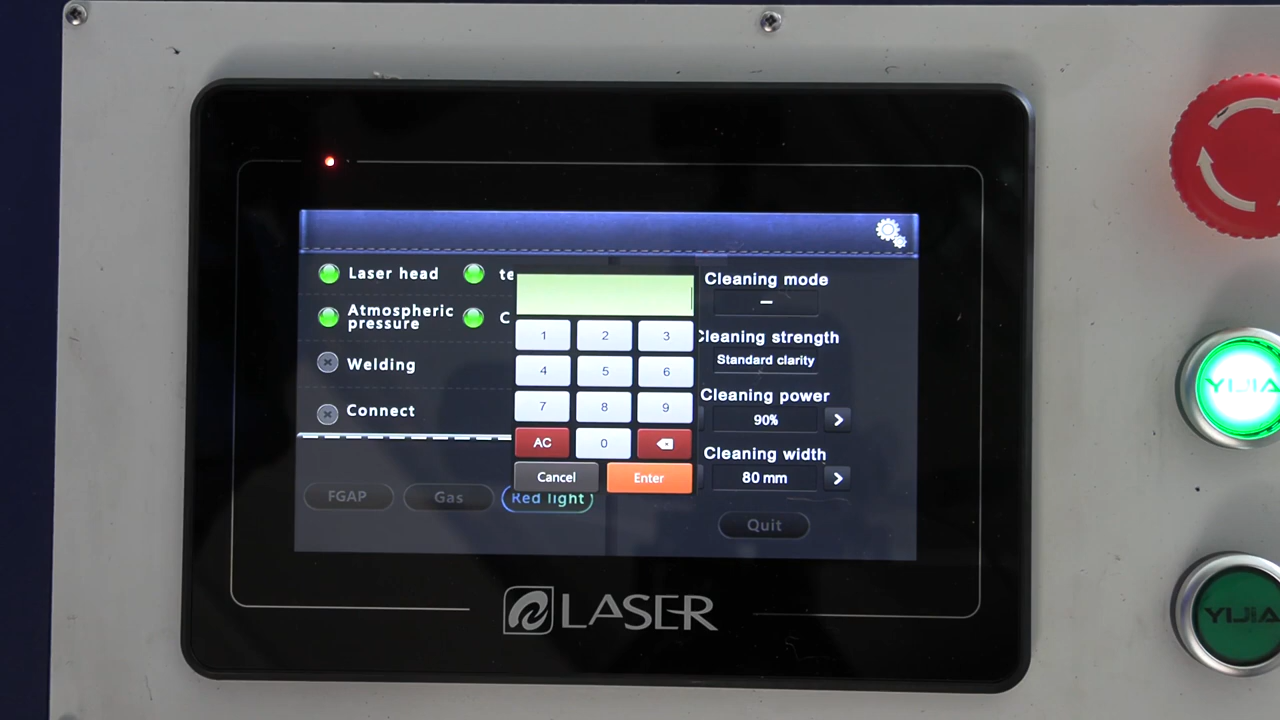 Laser head
te
Atmospheric
pressure
C
Welding
Connect
1 2 3
4 5 6
7 8 9
AC 0
Cancel Enter
FGAP Gas Red light
Cleaning mode
–
Cleaning strength
Standard clarity
Cleaning power
90%
Cleaning width
80 mm
Quit
LASER
YIJIA
YIJIA